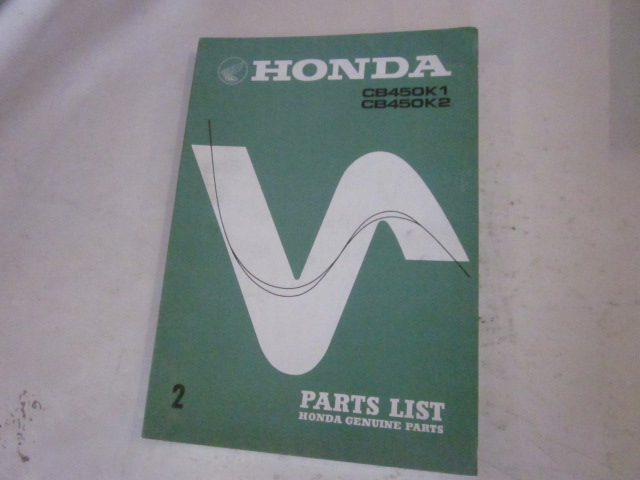 HONDA
CB450K1
CB450K2
2
PARTS LIST
HONDA GENUINE PARTS